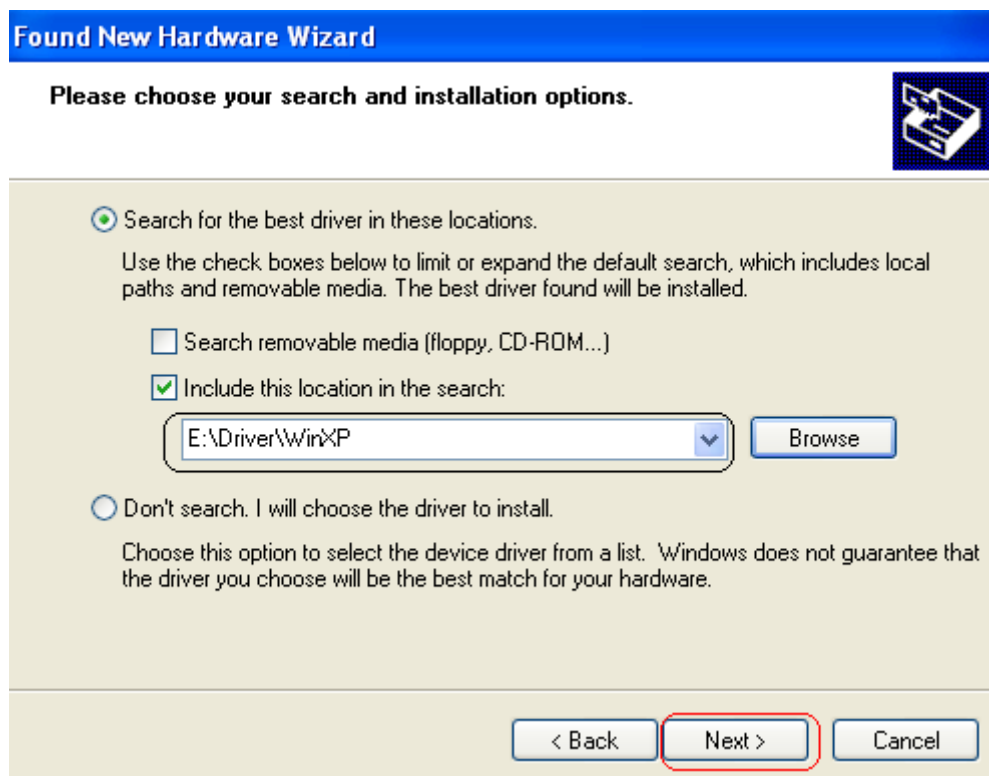 Found New Hardware Wizard
Please choose your search and installation options.
Search for the best driver in these locations.
Use the check boxes below to limit or expand the default search, which includes local
paths and removable media. The best driver found will be installed.
Search removable media (floppy, CD-ROM...)
Include this location in the search:
E:\Driver\WinXP
Browse
Don't search. I will choose the driver to install.
Choose this option to select the device driver from a list. Windows does not guarantee that
the driver you choose will be the best match for your hardware.
< Back
Next >
Cancel